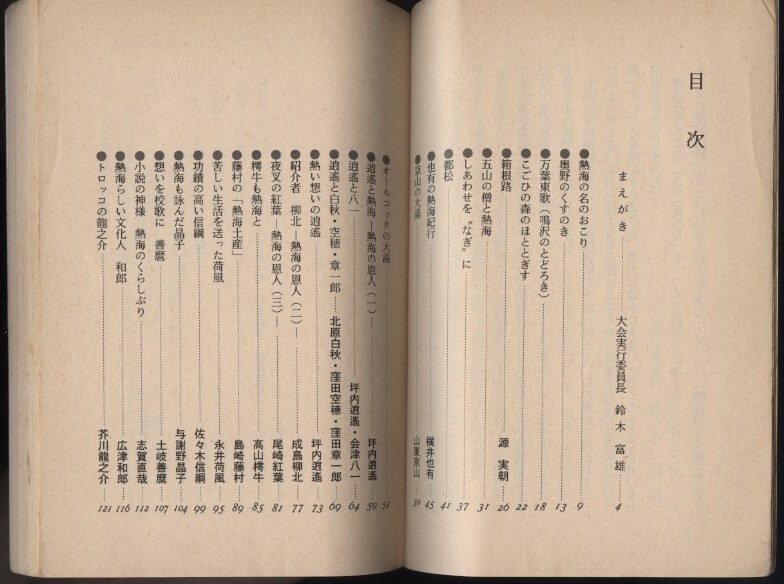 目次
まえがき 大会実行委員長 鈴木富雄 4
●熱海の名のおこり 9
●奥野のくすのき 13
●万葉東歌(鳴沢のとどろき) 18
●こごひの森のほととぎす 22
●箱根路 源実朝 26
●五山の僧と熱海 31
●しあわせを〝なぎ〟に 37
●都松 41
●也有の熱海紀行 横井也有 45
●京山の大湯 山東京山 50
●オールコックの大湯 54
●逍遙と熱海―熱海の恩人(一)― 坪内逍遙 59
●逍遙と八一 坪内逍遙・会津八一 64
●逍遙と白秋・空穂・章一郎 北原白秋・窪田空穂・窪田章一郎 69
●熱い想いの逍遙 坪内逍遙 73
●紹介者 柳北―熱海の恩人(二)― 成島柳北 77
●夜叉の紅葉―熱海の恩人(三)― 尾崎紅葉 81
●樗牛も熱海と 高山樗牛 85
●藤村の「熱海土産」 島崎藤村 89
●苦しい生活を送った荷風 永井荷風 95
●功績の高い信綱 佐々木信綱 99
●熱海も詠んだ晶子 与謝野晶子 104
●想いを校歌に 善麿 土岐善麿 107
●小説の神様 熱海のくらしぶり 志賀直哉 112
●熱海らしい文化人 和郎 広津和郎 116
●トロッコの龍之介 芥川龍之介 121